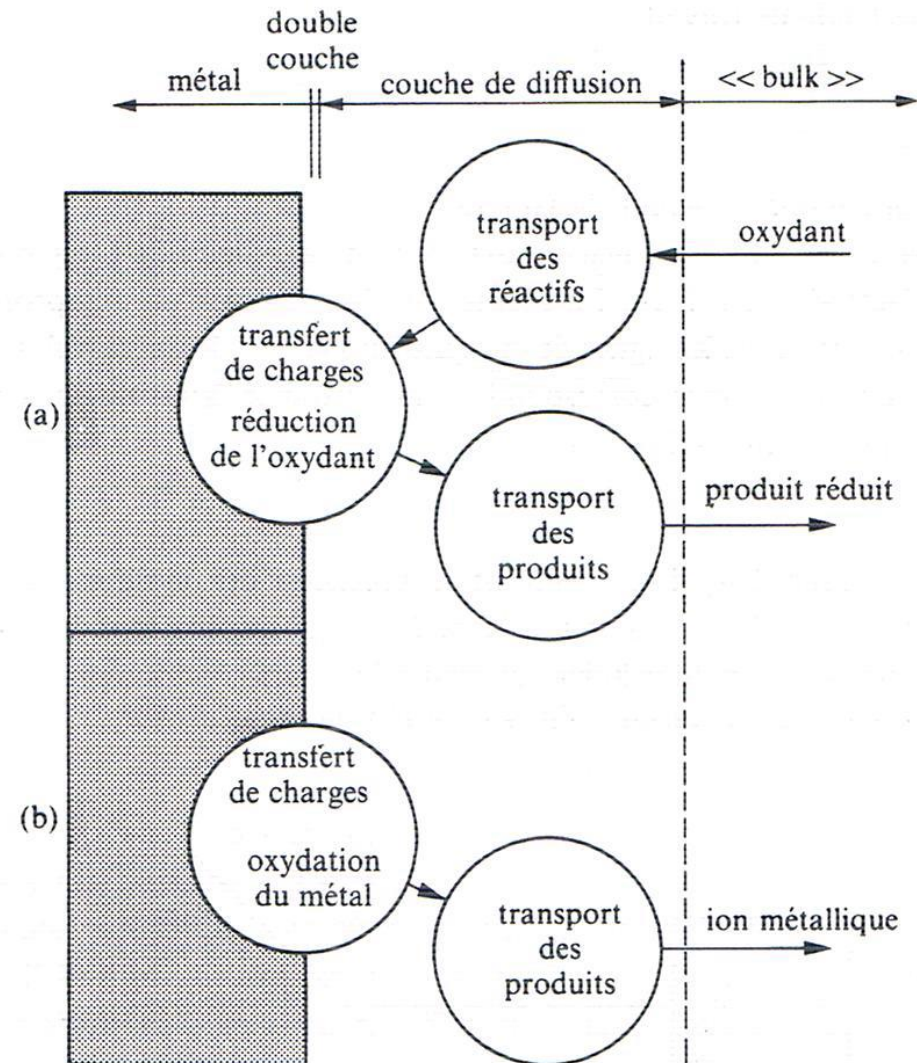 double
couche
métal
couche de diffusion
<< bulk >>
transport
des
réactifs
oxydant
transfert
de charges
réduction
de l'oxydant
(a)
transport
des
produits
produit réduit
transfert
de charges
oxydation
du métal
(b)
transport
des
produits
ion métallique